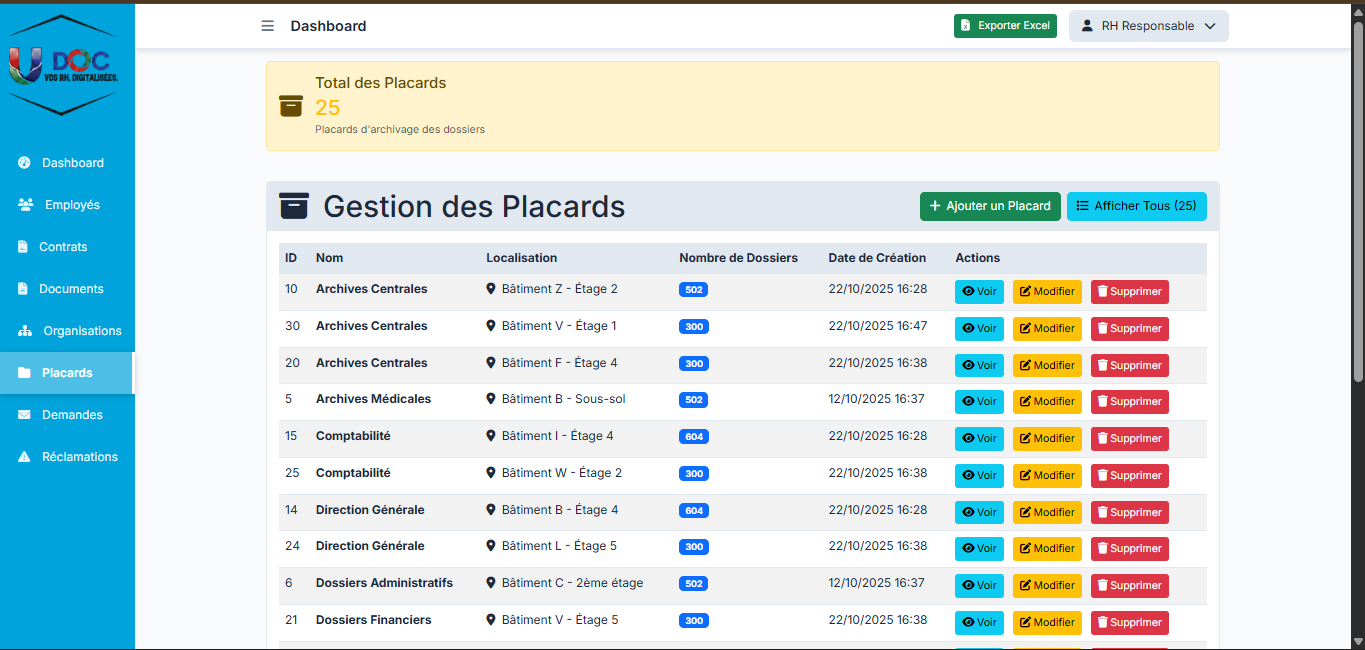 U DOC
VOS RH, DIGITALISÉES.
Dashboard
Employés
Contrats
Documents
Organisations
Placards
Demandes
Réclamations
Dashboard
Exporter Excel
RH Responsable
Total des Placards
25
Placards d'archivage des dossiers
Gestion des Placards
Ajouter un Placard
Afficher Tous (25)
ID Nom Localisation Nombre de Dossiers Date de Création Actions
10 Archives Centrales Bâtiment Z - Étage 2 502 22/10/2025 16:28 Voir Modifier Supprimer
30 Archives Centrales Bâtiment V - Étage 1 300 22/10/2025 16:47 Voir Modifier Supprimer
20 Archives Centrales Bâtiment F - Étage 4 300 22/10/2025 16:38 Voir Modifier Supprimer
5 Archives Médicales Bâtiment B - Sous-sol 502 12/10/2025 16:37 Voir Modifier Supprimer
15 Comptabilité Bâtiment I - Étage 4 604 22/10/2025 16:28 Voir Modifier Supprimer
25 Comptabilité Bâtiment W - Étage 2 300 22/10/2025 16:38 Voir Modifier Supprimer
14 Direction Générale Bâtiment B - Étage 4 604 22/10/2025 16:28 Voir Modifier Supprimer
24 Direction Générale Bâtiment L - Étage 5 300 22/10/2025 16:38 Voir Modifier Supprimer
6 Dossiers Administratifs Bâtiment C - 2ème étage 502 12/10/2025 16:37 Voir Modifier Supprimer
21 Dossiers Financiers Bâtiment V - Étage 5 300 22/10/2025 16:38 Voir Modifier Supprimer